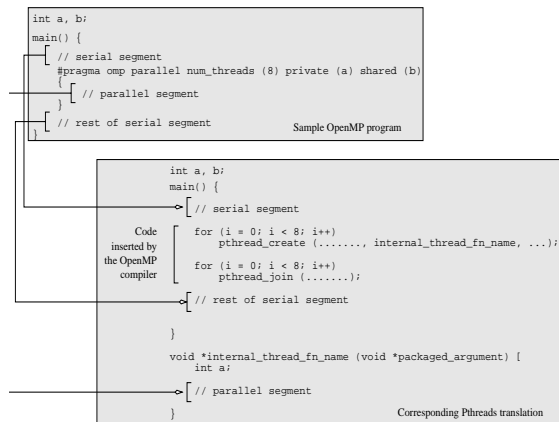 int a, b;
main() {
// serial segment
#pragma omp parallel num_threads (8) private (a) shared (b)
{
// parallel segment
}
// rest of serial segment
}
Sample OpenMP program
int a, b;
main() {
// serial segment
Code
inserted by
the OpenMP
compiler
for (i = 0; i < 8; i++)
pthread_create (......., internal_thread_fn_name, ...);
for (i = 0; i < 8; i++)
pthread_join (.......);
// rest of serial segment
}
void *internal_thread_fn_name (void *packaged_argument) [
int a;
// parallel segment
}
Corresponding Pthreads translation